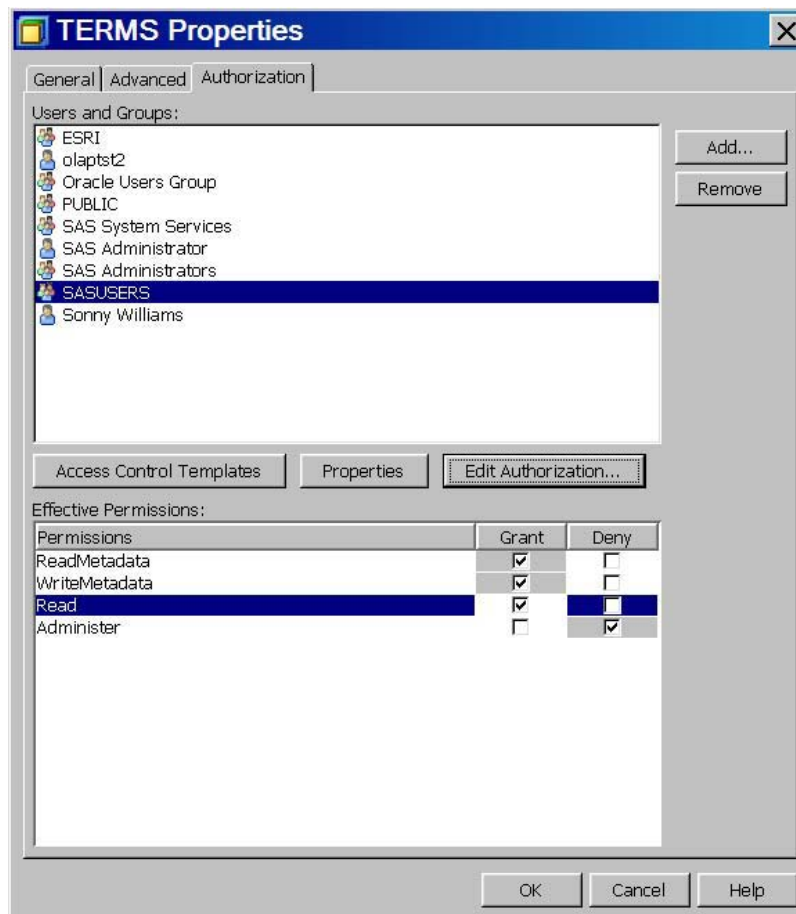 TERMS Properties
General Advanced Authorization
Users and Groups:
ESRI
olaptst2
Oracle Users Group
PUBLIC
SAS System Services
SAS Administrator
SAS Administrators
SASUSERS
Sonny Williams
Add...
Remove
Access Control Templates Properties Edit Authorization...
Effective Permissions:
Permissions Grant Deny
ReadMetadata
WriteMetadata
Read
Administer
OK Cancel Help